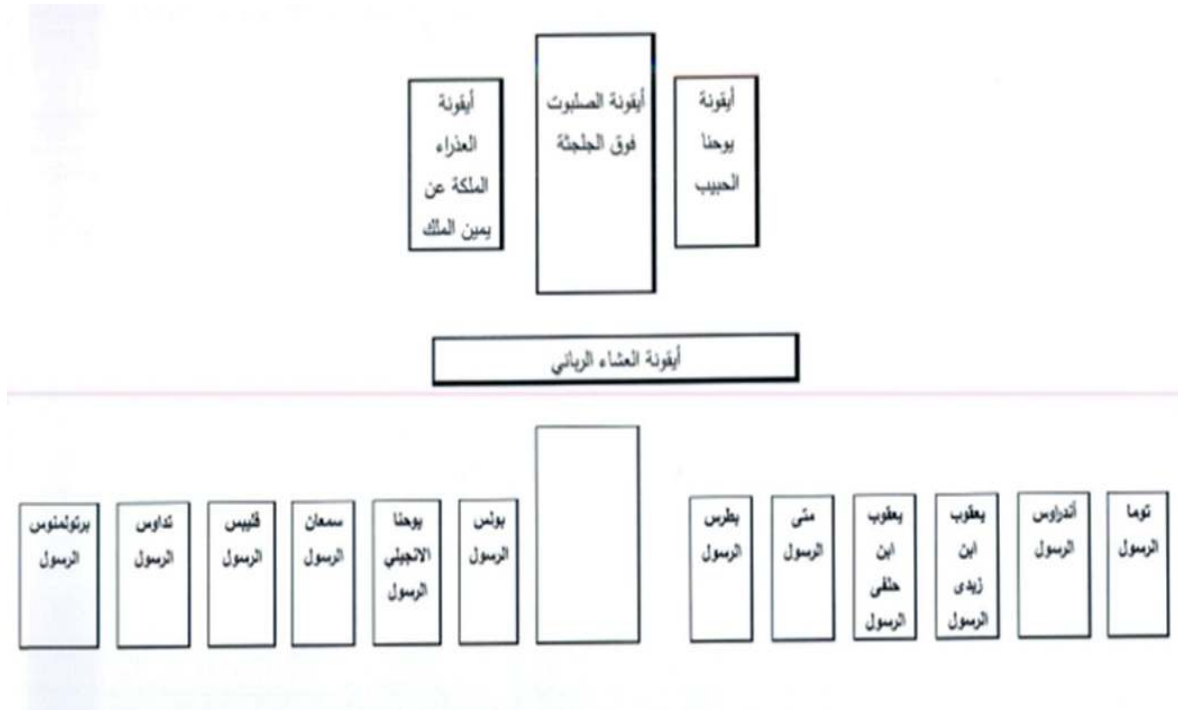 أيقونة
يوحنا
الحبيب
أيقونة الصلبوت
فوق الجلجثة
أيقونة
العذراء
الملكة عن
يمين الملك
أيقونة العشاء الرباني
توما
الرسول
أندراوس
الرسول
يعقوب
ابن
زبدى
الرسول
يعقوب
ابن
حلفى
الرسول
متى
الرسول
بطرس
الرسول
بولس
الرسول
يوحنا
الانجيلي
الرسول
سمعان
الرسول
فليبس
الرسول
تداوس
الرسول
برتولمنوس
الرسول